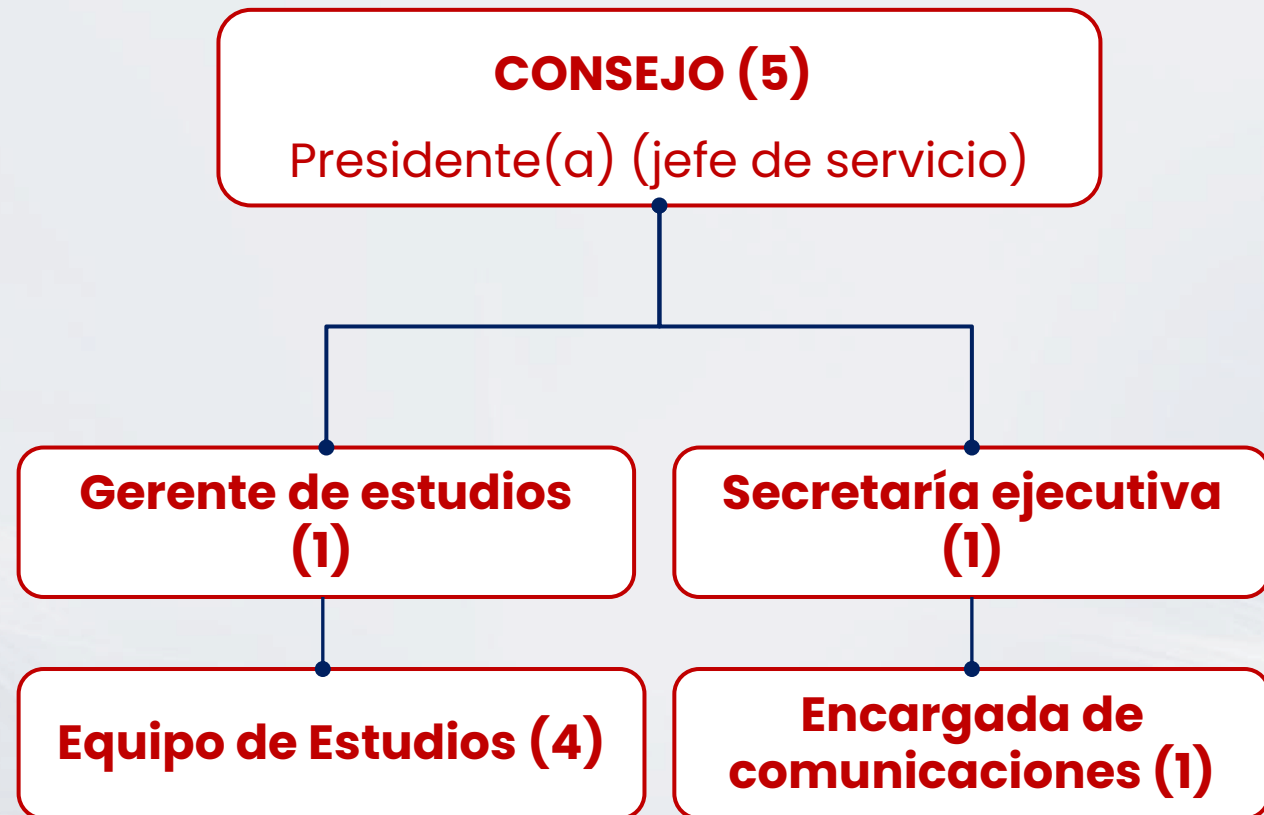 CONSEJO (5)
Presidente(a) (jefe de servicio)
Gerente de estudios
(1)
Secretaría ejecutiva
(1)
Equipo de Estudios (4)
Encargada de
comunicaciones (1)